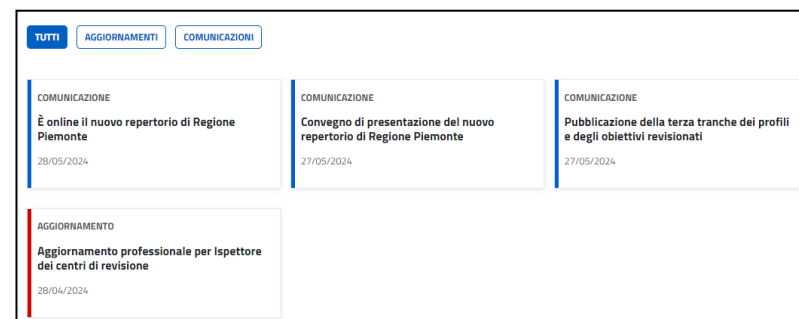 TUTTI AGGIORNAMENTI COMUNICAZIONI
COMUNICAZIONE
È online il nuovo repertorio di Regione
Piemonte
28/05/2024
COMUNICAZIONE
Convegno di presentazione del nuovo
repertorio di Regione Piemonte
27/05/2024
COMUNICAZIONE
Pubblicazione della terza tranche dei profili
e degli obiettivi revisionati
27/05/2024
AGGIORNAMENTO
Aggiornamento professionale per Ispettore
dei centri di revisione
28/04/2024